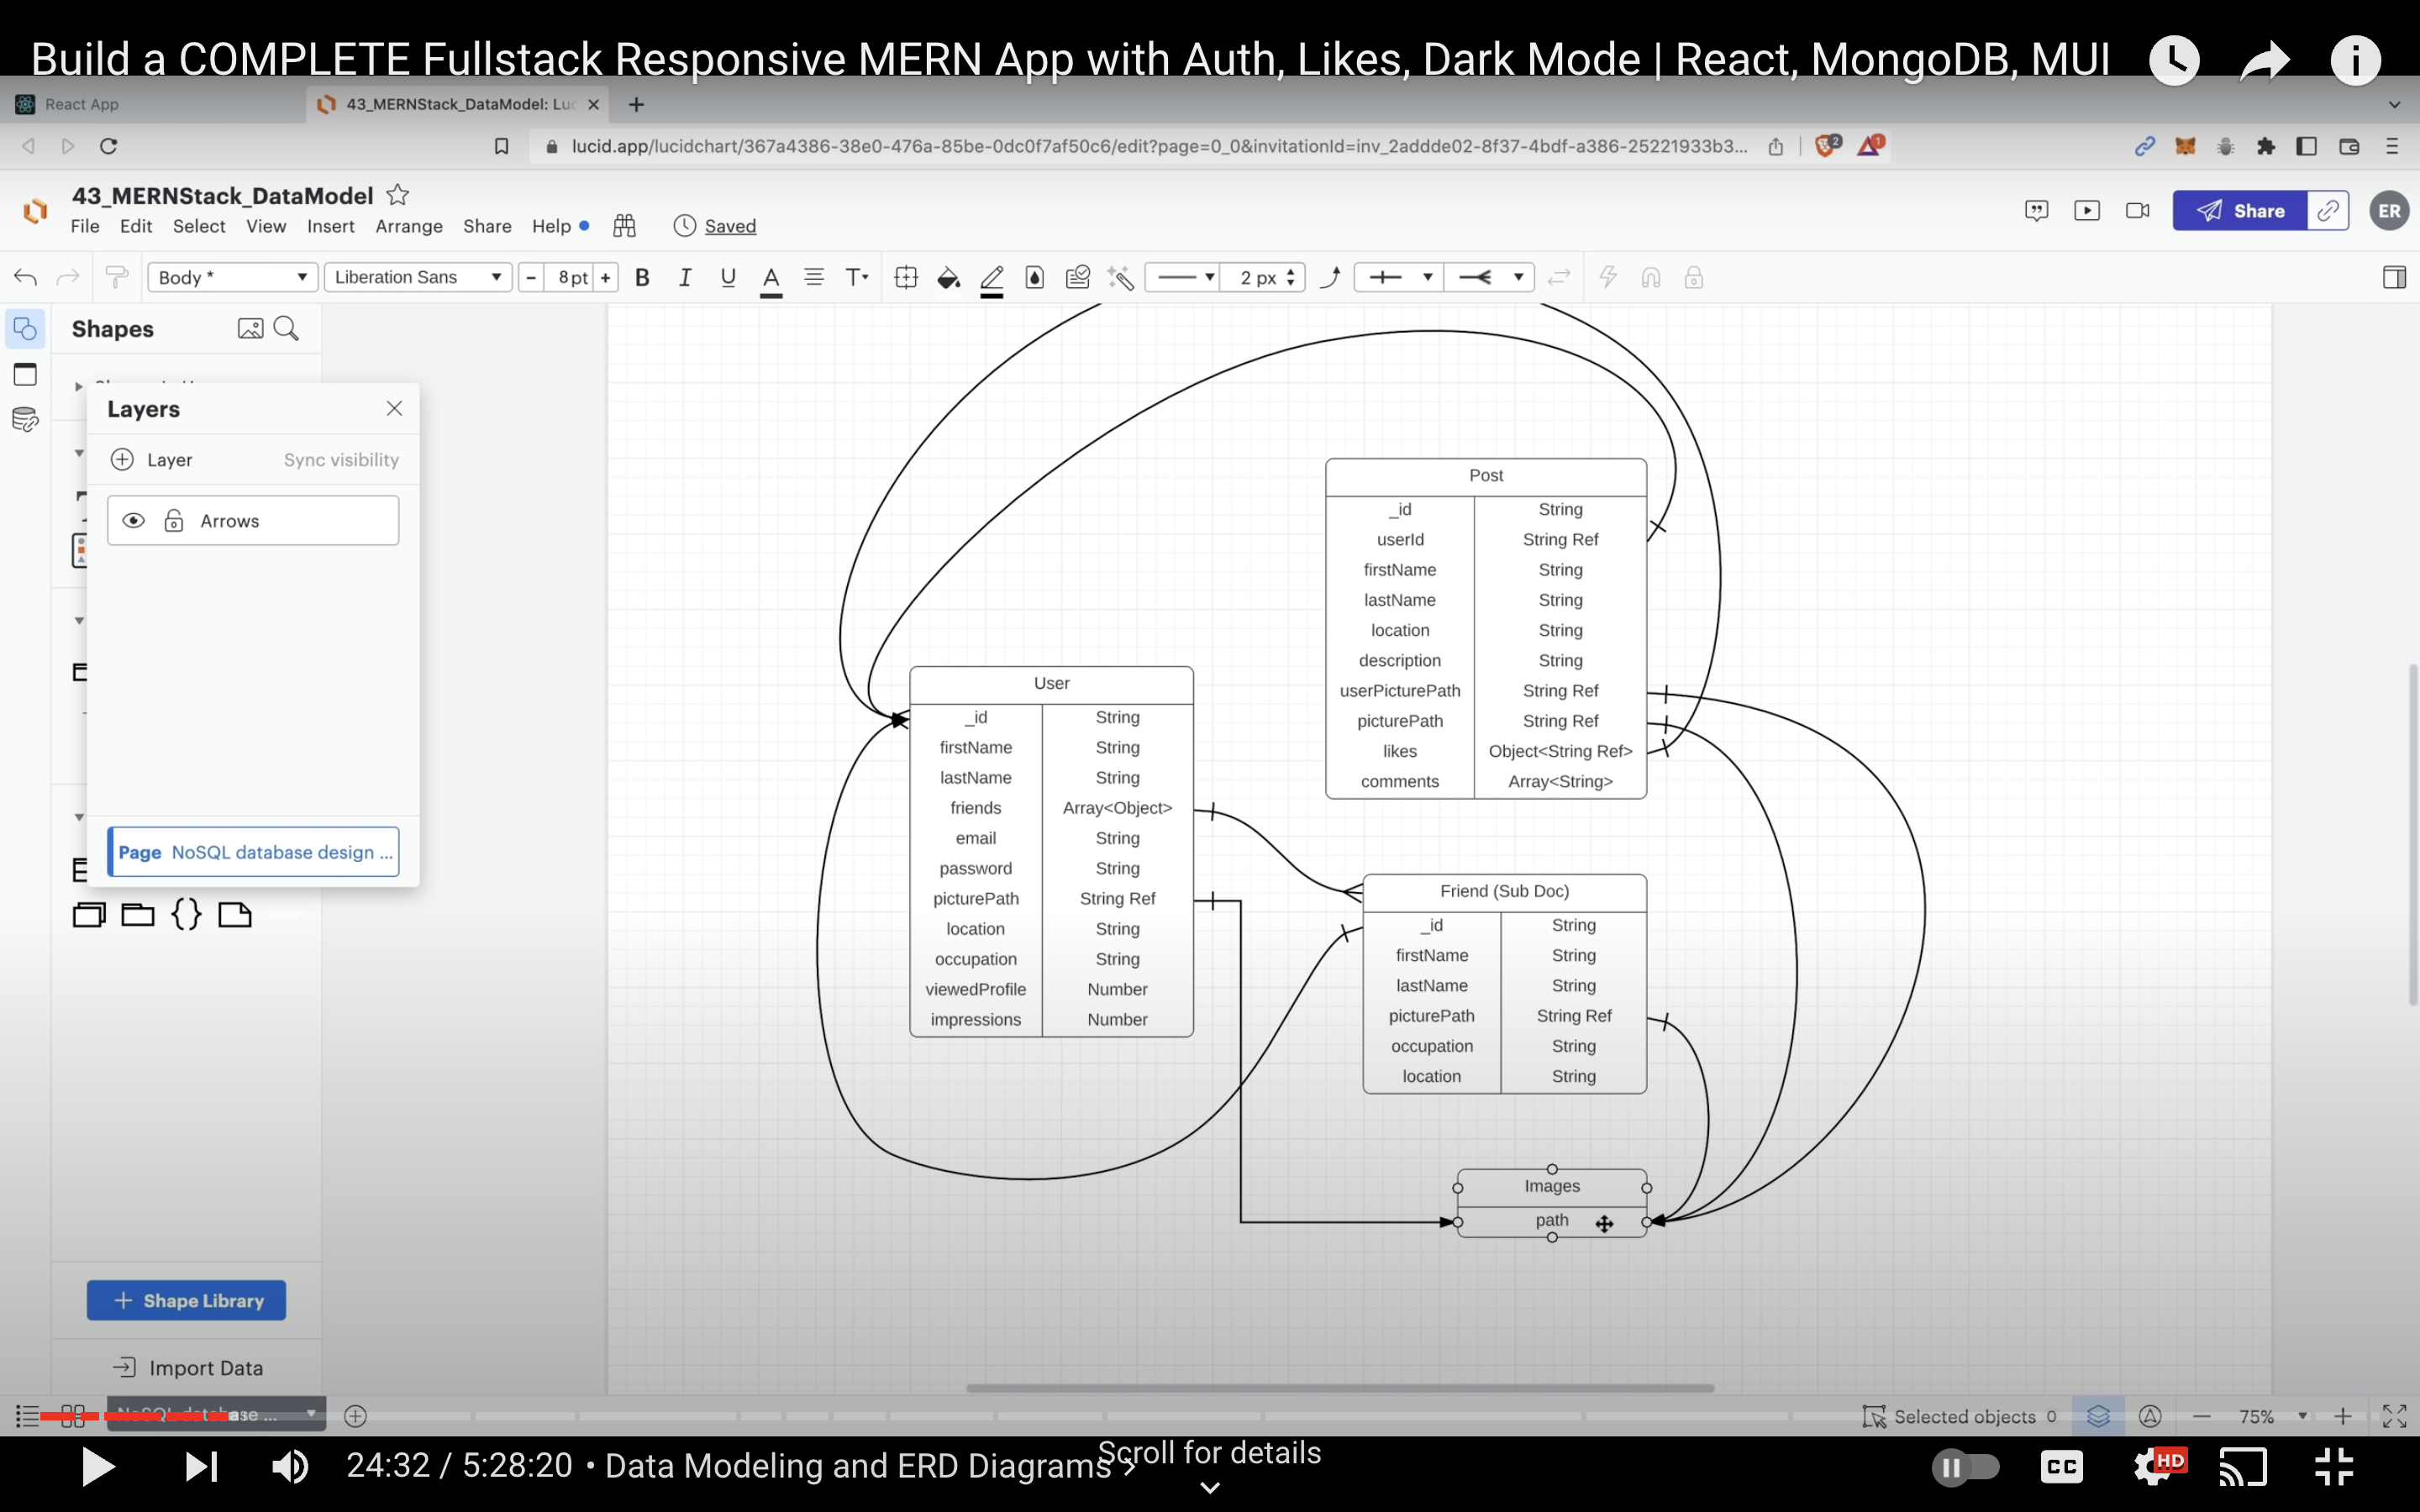 Build a COMPLETE Fullstack Responsive MERN App with Auth, Likes, Dark Mode | React, MongoDB, MUI
React App
43_MERNStack_DataModel: Luc
lucid.app/lucidchart/367a4386-38e0-476a-85be-0dc0f7af50c6/edit?page=0_0&invitationId=inv_2addde02-8f37-4bdf-a386-25221933b3...
2
1
43_MERNStack_DataModel
File Edit Select View Insert Arrange Share Help
Saved
Share
ER
Body *
Liberation Sans
- 8 pt +
B I U A T
2 px
Shapes
Layers
Layer Sync visibility
Arrows
Page NoSQL database design ...
Shape Library
Import Data
Post
_id String
userId String Ref
firstName String
lastName String
location String
description String
userPicturePath String Ref
picturePath String Ref
likes Object<String Ref>
comments Array<String>
User
_id String
firstName String
lastName String
friends Array<Object>
email String
password String
picturePath String Ref
location String
occupation String
viewedProfile Number
impressions Number
Friend (Sub Doc)
_id String
firstName String
lastName String
picturePath String Ref
occupation String
location String
Images
path
NoSQL database ...
Selected objects 0
75%
24:32 / 5:28:20 • Data Modeling and ERD Diagrams
Scroll for details
CC
HD